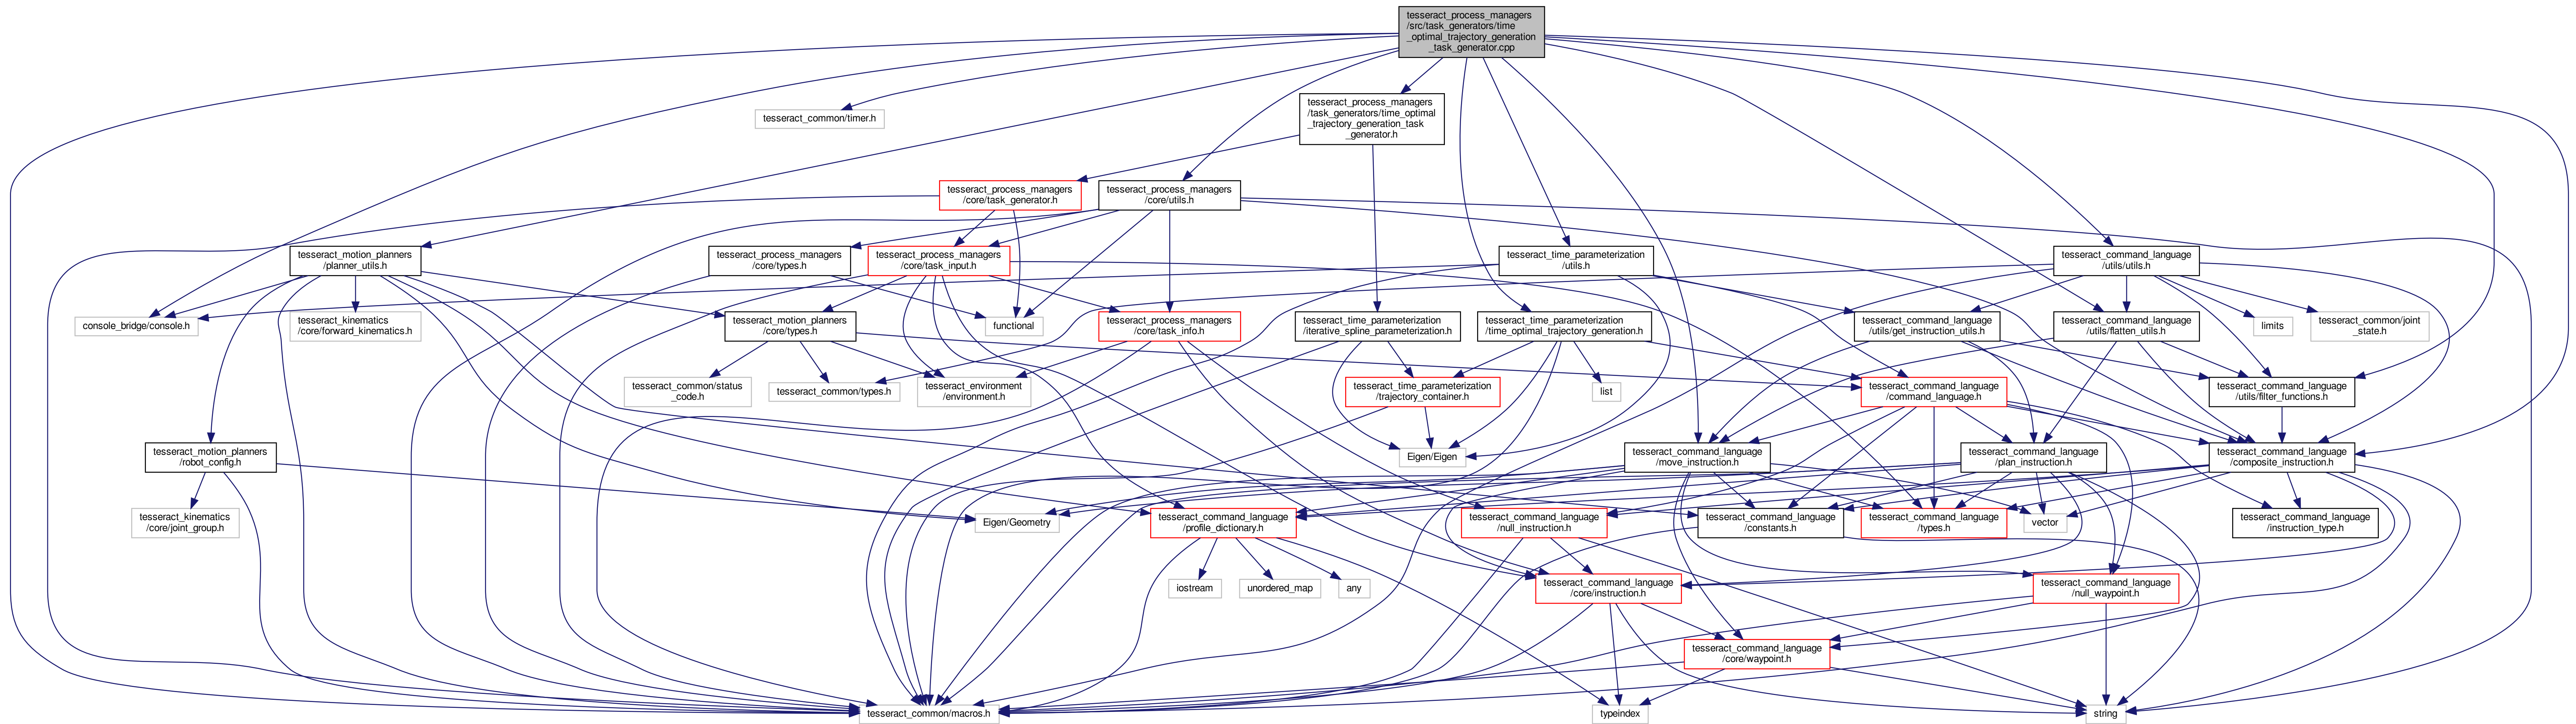 tesseract_process_managers
/src/task_generators/time
_optimal_trajectory_generation
_task_generator.cpp
tesseract_common/timer.h
tesseract_process_managers
/task_generators/time_optimal
_trajectory_generation_task
_generator.h
tesseract_process_managers
/core/task_generator.h
tesseract_process_managers
/core/utils.h
tesseract_motion_planners
/planner_utils.h
tesseract_process_managers
/core/types.h
tesseract_process_managers
/core/task_input.h
tesseract_time_parameterization
/utils.h
tesseract_command_language
/utils/utils.h
console_bridge/console.h
tesseract_kinematics
/core/forward_kinematics.h
tesseract_motion_planners
/core/types.h
functional
tesseract_process_managers
/core/task_info.h
tesseract_time_parameterization
/iterative_spline_parameterization.h
tesseract_time_parameterization
/time_optimal_trajectory_generation.h
tesseract_command_language
/utils/get_instruction_utils.h
tesseract_command_language
/utils/flatten_utils.h
limits
tesseract_common/joint
_state.h
tesseract_common/status
_code.h
tesseract_common/types.h
tesseract_environment
/environment.h
tesseract_time_parameterization
/trajectory_container.h
list
tesseract_command_language
/command_language.h
tesseract_command_language
/utils/filter_functions.h
tesseract_motion_planners
/robot_config.h
Eigen/Eigen
tesseract_command_language
/move_instruction.h
tesseract_command_language
/plan_instruction.h
tesseract_command_language
/composite_instruction.h
tesseract_kinematics
/core/joint_group.h
Eigen/Geometry
tesseract_command_language
/profile_dictionary.h
tesseract_command_language
/null_instruction.h
tesseract_command_language
/constants.h
tesseract_command_language
/types.h
vector
tesseract_command_language
/instruction_type.h
iostream
unordered_map
any
tesseract_command_language
/core/instruction.h
tesseract_command_language
/null_waypoint.h
tesseract_command_language
/core/waypoint.h
tesseract_common/macros.h
typeindex
string